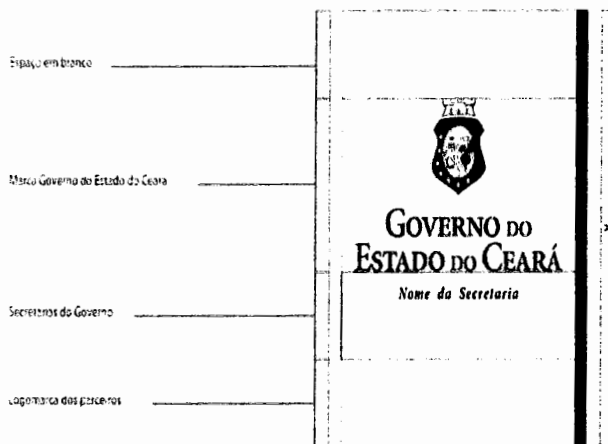 Espaço em branco
Marca Governo do Estado do Ceara
GOVERNO DO
ESTADO DO CEARÁ
Nome da Secretaria
Secretarias do Governo
Logomarca dos parceiros